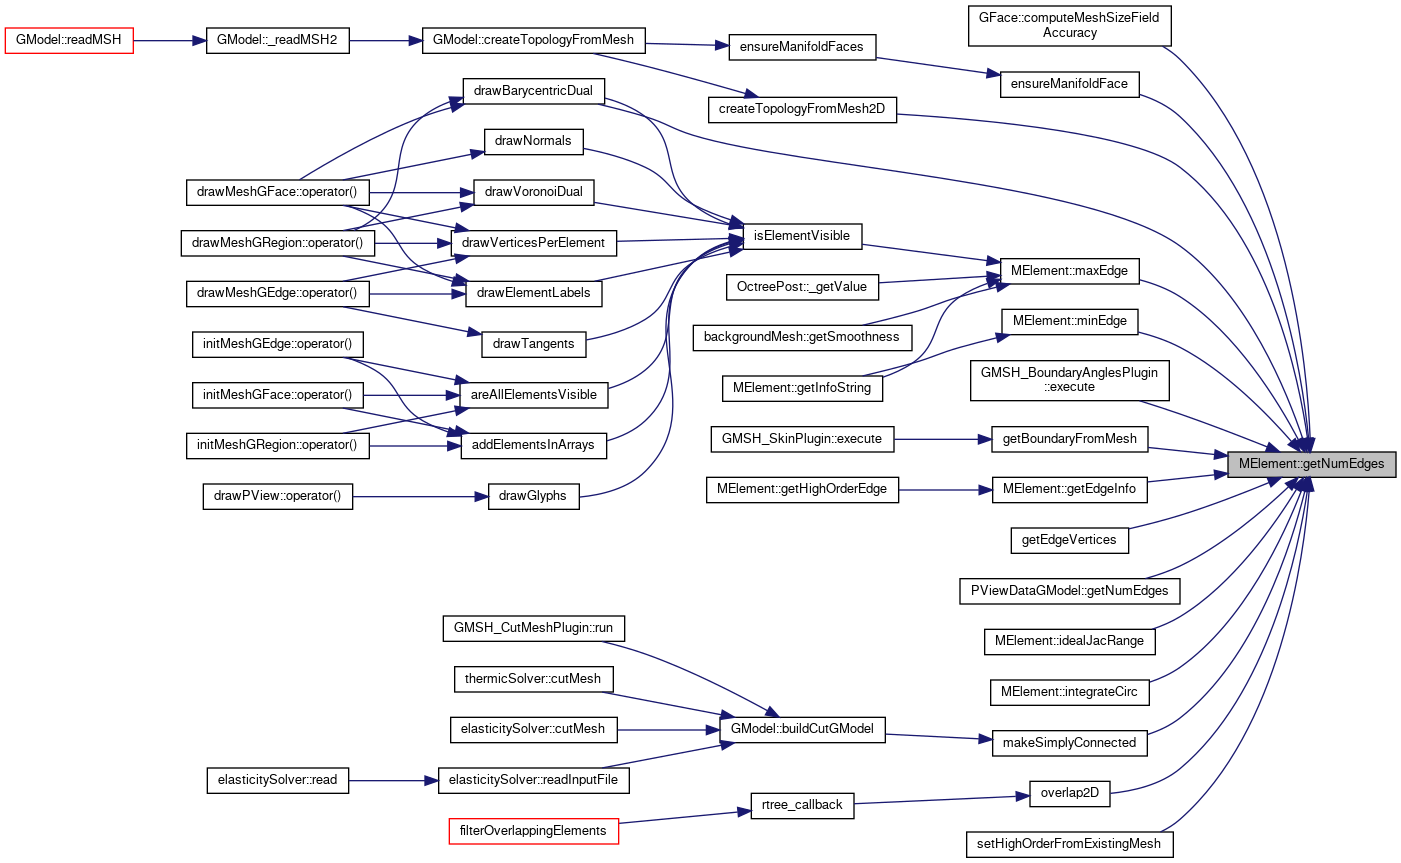 GFace::computeMeshSizeField
Accuracy
GModel::readMSH
GModel::_readMSH2
GModel::createTopologyFromMesh
ensureManifoldFaces
ensureManifoldFace
drawBarycentricDual
createTopologyFromMesh2D
drawNormals
drawMeshGFace::operator()
drawVoronoiDual
drawMeshGRegion::operator()
drawVerticesPerElement
isElementVisible
MElement::maxEdge
OctreePost::_getValue
drawMeshGEdge::operator()
drawElementLabels
MElement::minEdge
backgroundMesh::getSmoothness
initMeshGEdge::operator()
drawTangents
GMSH_BoundaryAnglesPlugin
::execute
MElement::getInfoString
initMeshGFace::operator()
areAllElementsVisible
initMeshGRegion::operator()
addElementsInArrays
GMSH_SkinPlugin::execute
getBoundaryFromMesh
MElement::getNumEdges
drawPView::operator()
drawGlyphs
MElement::getHighOrderEdge
MElement::getEdgeInfo
getEdgeVertices
PViewDataGModel::getNumEdges
GMSH_CutMeshPlugin::run
MElement::idealJacRange
thermicSolver::cutMesh
MElement::integrateCirc
elasticitySolver::cutMesh
GModel::buildCutGModel
makeSimplyConnected
elasticitySolver::read
elasticitySolver::readInputFile
overlap2D
rtree_callback
filterOverlappingElements
setHighOrderFromExistingMesh